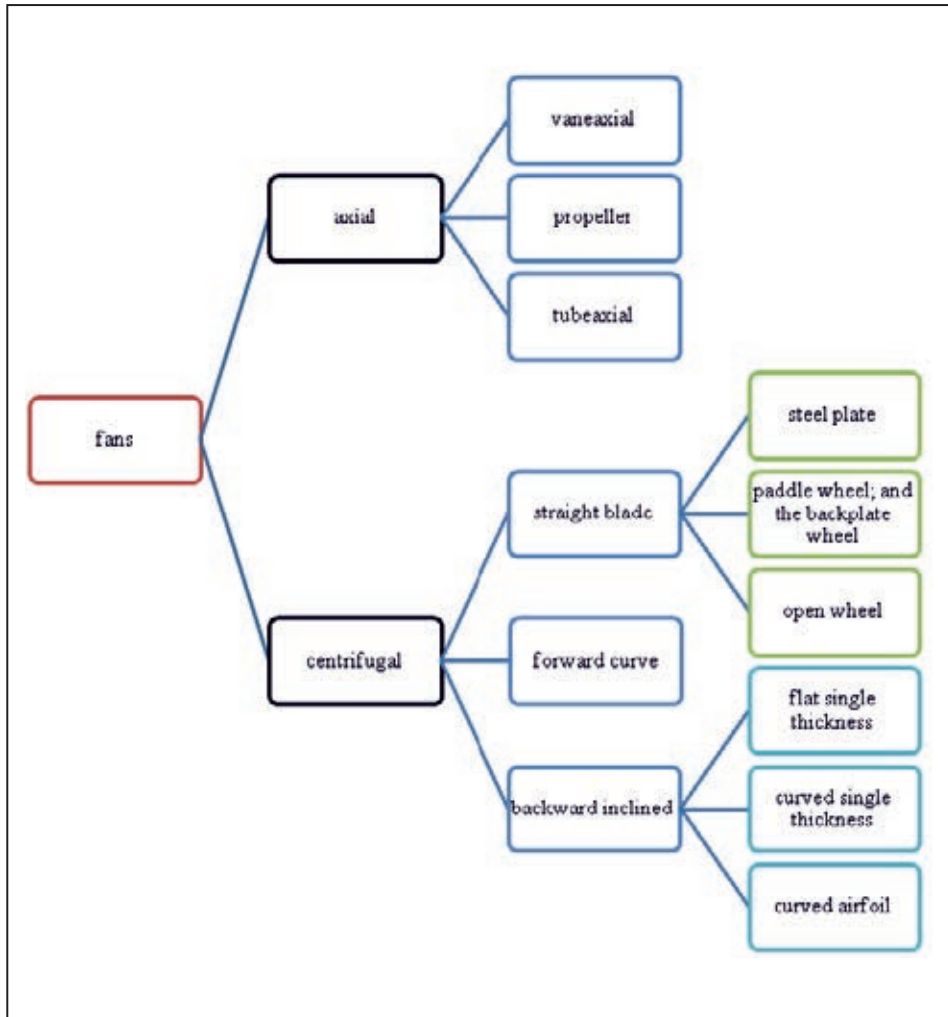 fans
axial
vaneaxial
propeller
tubeaxial
centrifugal
straight blade
steel plate
paddle wheel; and
the backplate
wheel
open wheel
forward curve
backward inclined
flat single
thickness
curved single
thickness
curved airfoil